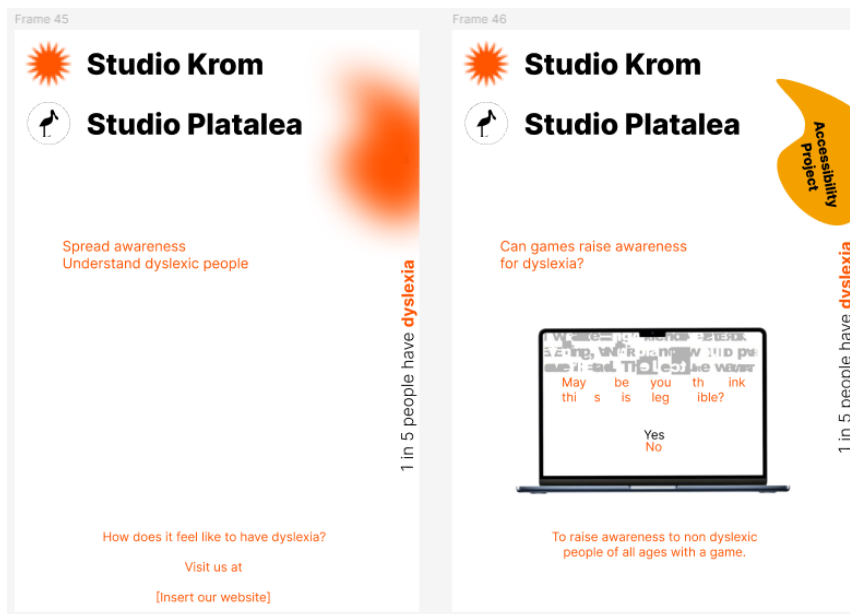 Frame 45
Studio Krom
Studio Platalea
Spread awareness
Understand dyslexic people
1 in 5 people have dyslexia
How does it feel like to have dyslexia?
Visit us at
[Insert our website]
Frame 46
Studio Krom
Studio Platalea
Accessibility
Project
Can games raise awareness
for dyslexia?
1 in 5 people have dyslexia
May be you th ink
thi s is leg ible?
Yes
No
To raise awareness to non dyslexic
people of all ages with a game.